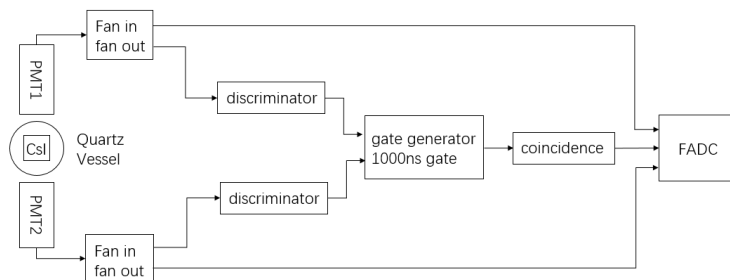 Fan in
fan out
PMT1
discriminator
CsI
Quartz
Vessel
gate generator
1000ns gate
coincidence
FADC
PMT2
discriminator
Fan in
fan out